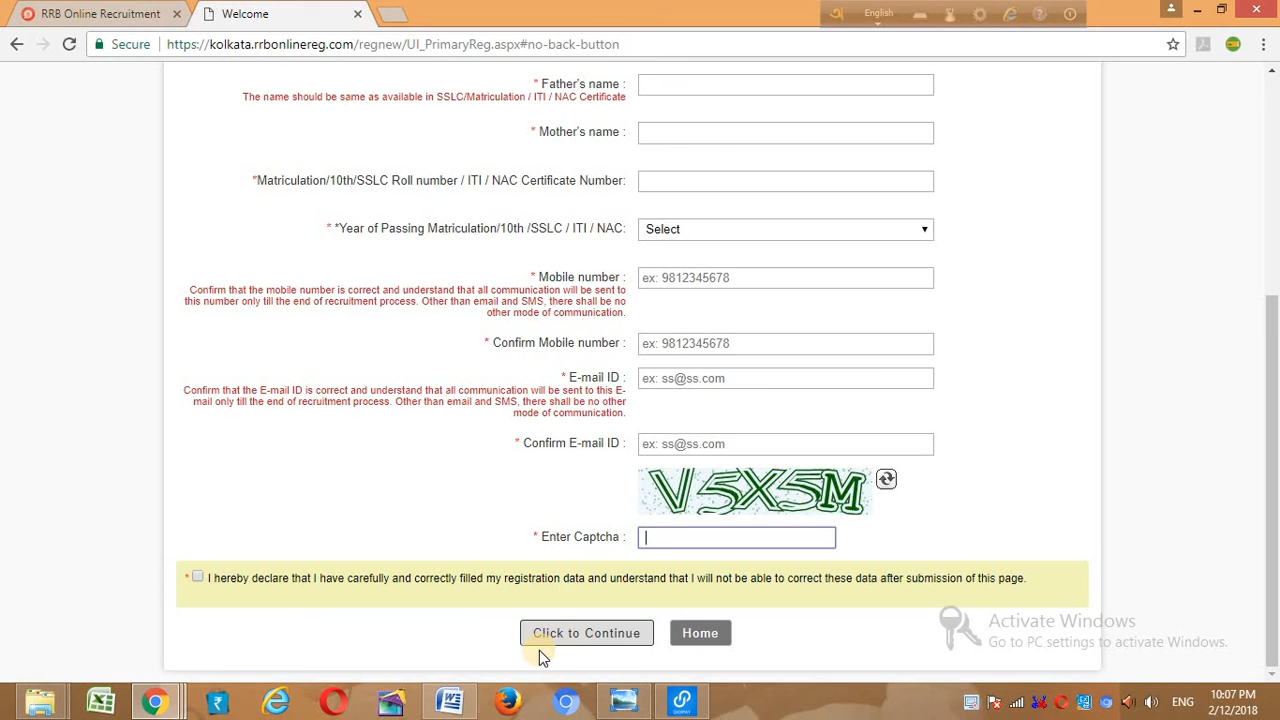 RRB Online Recruitment
Welcome
English
Secure
https://kolkata.rrbonlinereg.com/regnew/UI_PrimaryReg.aspx#no-back-button
* Father's name :
The name should be same as available in SSLC/Matriculation / ITI / NAC Certificate
* Mother's name :
*Matriculation/10th/SSLC Roll number / ITI / NAC Certificate Number:
* *Year of Passing Matriculation/10th /SSLC / ITI / NAC:
Select
* Mobile number :
ex: 9812345678
Confirm that the mobile number is correct and understand that all communication will be sent to
this number only till the end of recruitment process. Other than email and SMS, there shall be no
other mode of communication.
* Confirm Mobile number :
ex: 9812345678
* E-mail ID :
ex: ss@ss.com
Confirm that the E-mail ID is correct and understand that all communication will be sent to this E-
mail only till the end of recruitment process. Other than email and SMS, there shall be no other
mode of communication.
* Confirm E-mail ID :
ex: ss@ss.com
V5X5M
* Enter Captcha :
* I hereby declare that I have carefully and correctly filled my registration data and understand that I will not be able to correct these data after submission of this page.
Click to Continue
Home
Activate Windows
Go to PC settings to activate Windows.
ENG
10:07 PM
2/12/2018